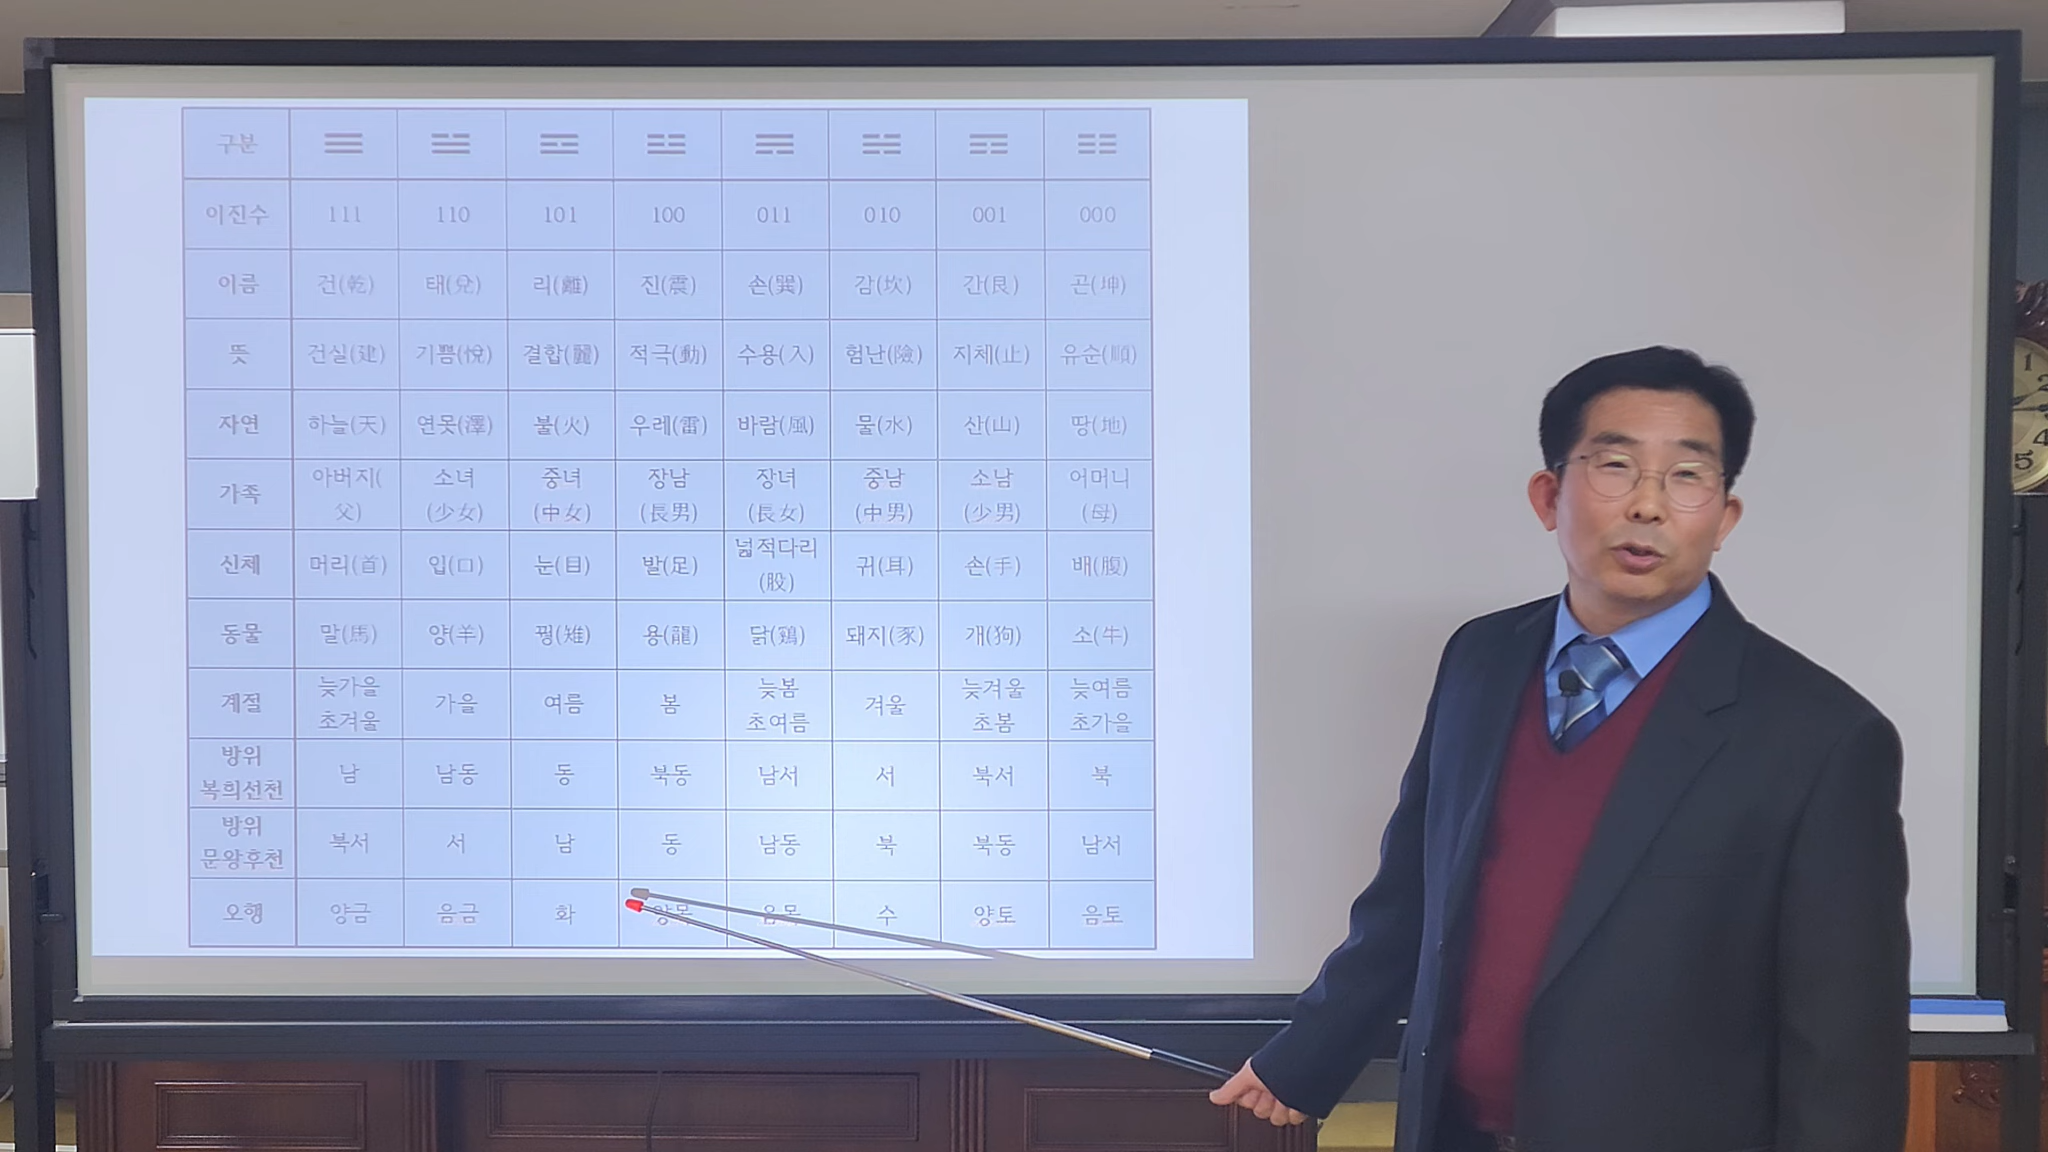 구분 ☰ ☱ ☲ ☳ ☴ ☵ ☶ ☷
이진수 111 110 101 100 011 010 001 000
이름 건(乾) 태(兌) 리(離) 진(震) 손(巽) 감(坎) 간(艮) 곤(坤)
뜻 건실(建) 기쁨(悅) 결합(麗) 적극(動) 수용(入) 험난(險) 지체(止) 유순(順)
자연 하늘(天) 연못(澤) 불(火) 우레(雷) 바람(風) 물(水) 산(山) 땅(地)
가족 아버지(父) 소녀(少女) 중녀(中女) 장남(長男) 장녀(長女) 중남(中男) 소남(少男) 어머니(母)
신체 머리(首) 입(口) 눈(目) 발(足) 넓적다리(股) 귀(耳) 손(手) 배(腹)
동물 말(馬) 양(羊) 꿩(雉) 용(龍) 닭(鷄) 돼지(豕) 개(狗) 소(牛)
계절 늦가을 초겨울 가을 여름 봄 늦봄 초여름 겨울 늦겨울 초봄 늦여름 초가을
방위 복희선천 남 남동 동 북동 남서 서 북서 북
방위 문왕후천 북서 서 남 동 남동 북 북동 남서
오행 양금 음금 화 양목 음목 수 양토 음토
1
2
4
5